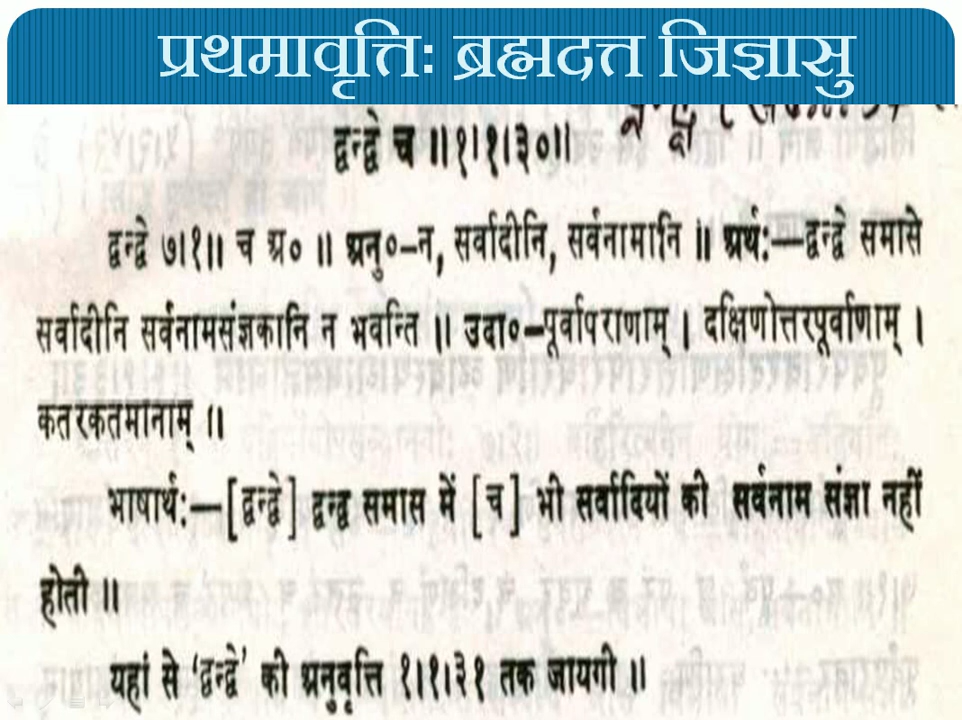 प्रथमावृत्तिः ब्रह्मदत्त जिज्ञासु
द्वन्द्वे च ॥१।१।३०॥
द्वन्द्वे ७।१॥ च अ० ॥ अनु०–न, सर्वादीनि, सर्वनामानि ॥ अर्थः—द्वन्द्वे समासे
सर्वादीनि सर्वनामसंज्ञकानि न भवन्ति ॥ उदा०–पूर्वापराणाम् । दक्षिणोत्तरपूर्वाणाम् ।
कतरकतमानाम् ॥
भाषार्थः—[द्वन्द्वे] द्वन्द्व समास में [च] भी सर्वादियों की सर्वनाम संज्ञा नहीं
होती ॥
यहां से ‘द्वन्द्वे’ की अनुवृत्ति १।१।३१ तक जायगी ॥